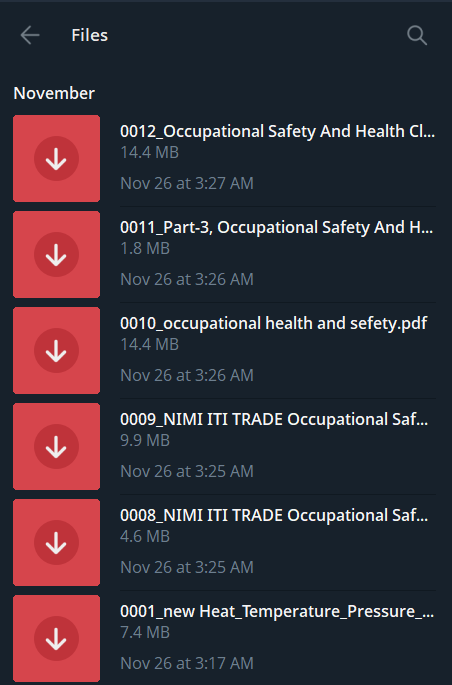 Files
November
0012_Occupational Safety And Health Cl...
14.4 MB
Nov 26 at 3:27 AM
0011_Part-3, Occupational Safety And H...
1.8 MB
Nov 26 at 3:26 AM
0010_occupational health and sefety.pdf
14.4 MB
Nov 26 at 3:26 AM
0009_NIMI ITI TRADE Occupational Saf...
9.9 MB
Nov 26 at 3:25 AM
0008_NIMI ITI TRADE Occupational Saf...
4.6 MB
Nov 26 at 3:25 AM
0001_new Heat_Temperature_Pressure_...
7.4 MB
Nov 26 at 3:17 AM